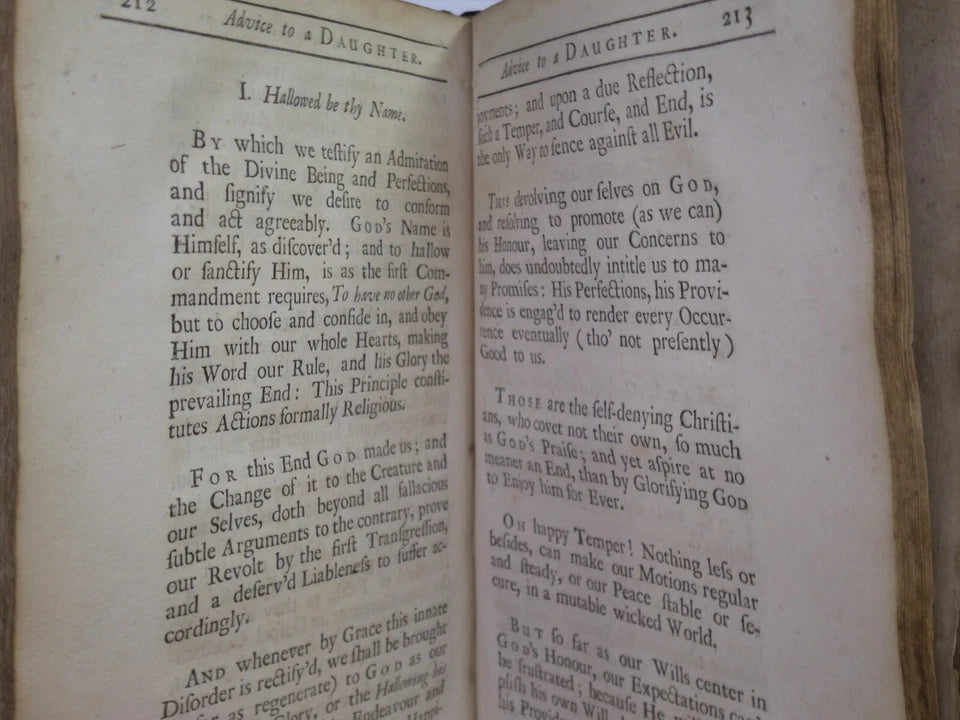 212
Advice to a DAUGHTER.
I. Hallowed be thy Name.
BY which we teſtify an Admiration
of the Divine Being and Perfections,
and ſignify we deſire to conform
and act agreeably. GOD'S Name is
Himſelf, as diſcover'd; and to hallow
or ſanctify Him, is as the firſt Com-
mandment requires, To have no other God,
but to chooſe and confide in, and obey
Him with our whole Hearts, making
his Word our Rule, and his Glory the
prevailing End: This Principle conſti-
tutes Actions formally Religious.
FOR this End GOD made us; and
the Change of it to the Creature and
our Selves, doth beyond all fallacious
ſubtle Arguments to the contrary, prove
our Revolt by the firſt Tranſgreſſion,
and a deſerv'd Liableneſs to ſuffer ac-
cordingly.
AND whenever by Grace this innate
Diſorder is rectify'd, we ſhall be brought
as regenerate) to GOD as our
Glory, or the Hallowing his
Endeavour and
Happi-
Advice to a DAUGHTER.
213
joyments; and upon a due Reflection,
ſuch a Temper, and Courſe, and End, is
the only Way to fence againſt all Evil.
THIS devolving our ſelves on GOD,
and reſolving to promote (as we can)
his Honour, leaving our Concerns to
him, does undoubtedly intitle us to ma-
ny Promiſes: His Perfections, his Provi-
dence is engag'd to render every Occur-
rence eventually (tho' not preſently)
Good to us.
THOSE are the ſelf-denying Chriſti-
ans, who covet not their own, ſo much
as GOD'S Praiſe; and yet aſpire at no
meaner an End, than by Glorifying GOD
to Enjoy him for Ever.
OH happy Temper! Nothing leſs or
beſides, can make our Motions regular
and ſteady, or our Peace ſtable or ſe-
cure, in a mutable wicked World.
BUT ſo far as our Wills center in
GOD'S Honour, our Expectations
be fruſtrated; becauſe He
pliſh his own Will
his Provi